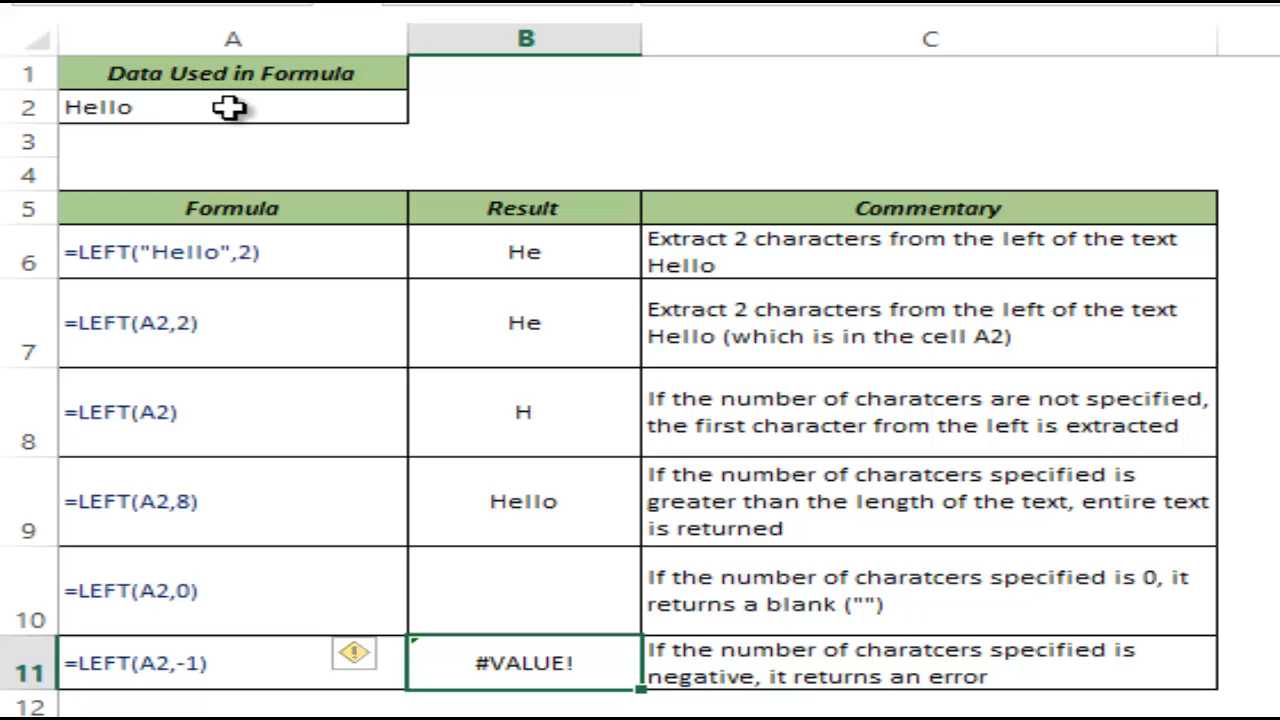 A B C
1 Data Used in Formula
2 Hello
3
4
5 Formula Result Commentary
6 =LEFT("Hello",2) He Extract 2 characters from the left of the text
Hello
7 =LEFT(A2,2) He Extract 2 characters from the left of the text
Hello (which is in the cell A2)
8 =LEFT(A2) H If the number of charatcers are not specified,
the first character from the left is extracted
9 =LEFT(A2,8) Hello If the number of charatcers specified is
greater than the length of the text, entire text
is returned
10 =LEFT(A2,0) If the number of charatcers specified is 0, it
returns a blank ("")
11 =LEFT(A2,-1) #VALUE! If the number of charatcers specified is
negative, it returns an error
12